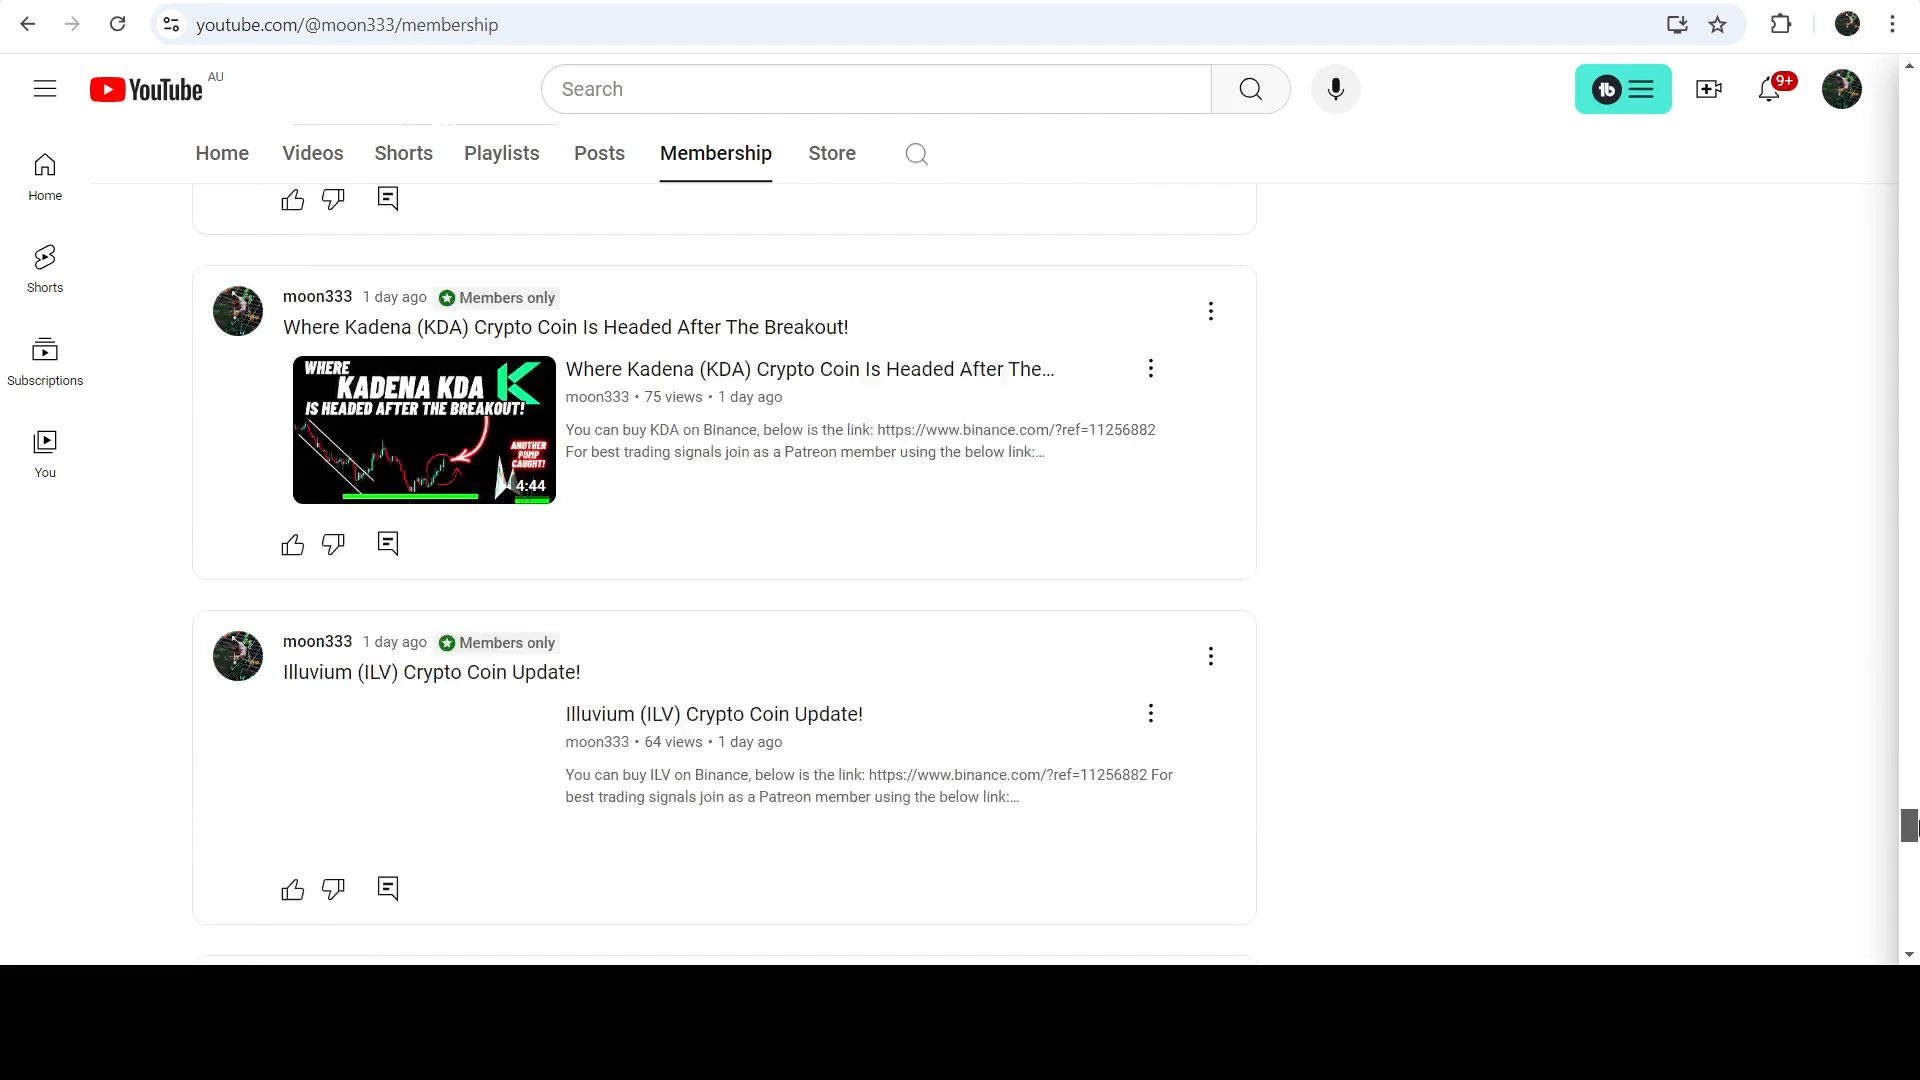 youtube.com/@moon333/membership
YouTube AU
Search
9+
Home
Videos
Shorts
Playlists
Posts
Membership
Store
Home
Shorts
Subscriptions
You
moon333 1 day ago Members only
Where Kadena (KDA) Crypto Coin Is Headed After The Breakout!
WHERE
KADENA KDA
IS HEADED AFTER THE BREAKOUT!
ANOTHER
PUMP
CAUGHT!
4:44
Where Kadena (KDA) Crypto Coin Is Headed After The...
moon333 • 75 views • 1 day ago
You can buy KDA on Binance, below is the link: https://www.binance.com/?ref=11256882
For best trading signals join as a Patreon member using the below link:...
moon333 1 day ago Members only
Illuvium (ILV) Crypto Coin Update!
Illuvium (ILV) Crypto Coin Update!
moon333 • 64 views • 1 day ago
You can buy ILV on Binance, below is the link: https://www.binance.com/?ref=11256882 For
best trading signals join as a Patreon member using the below link:...